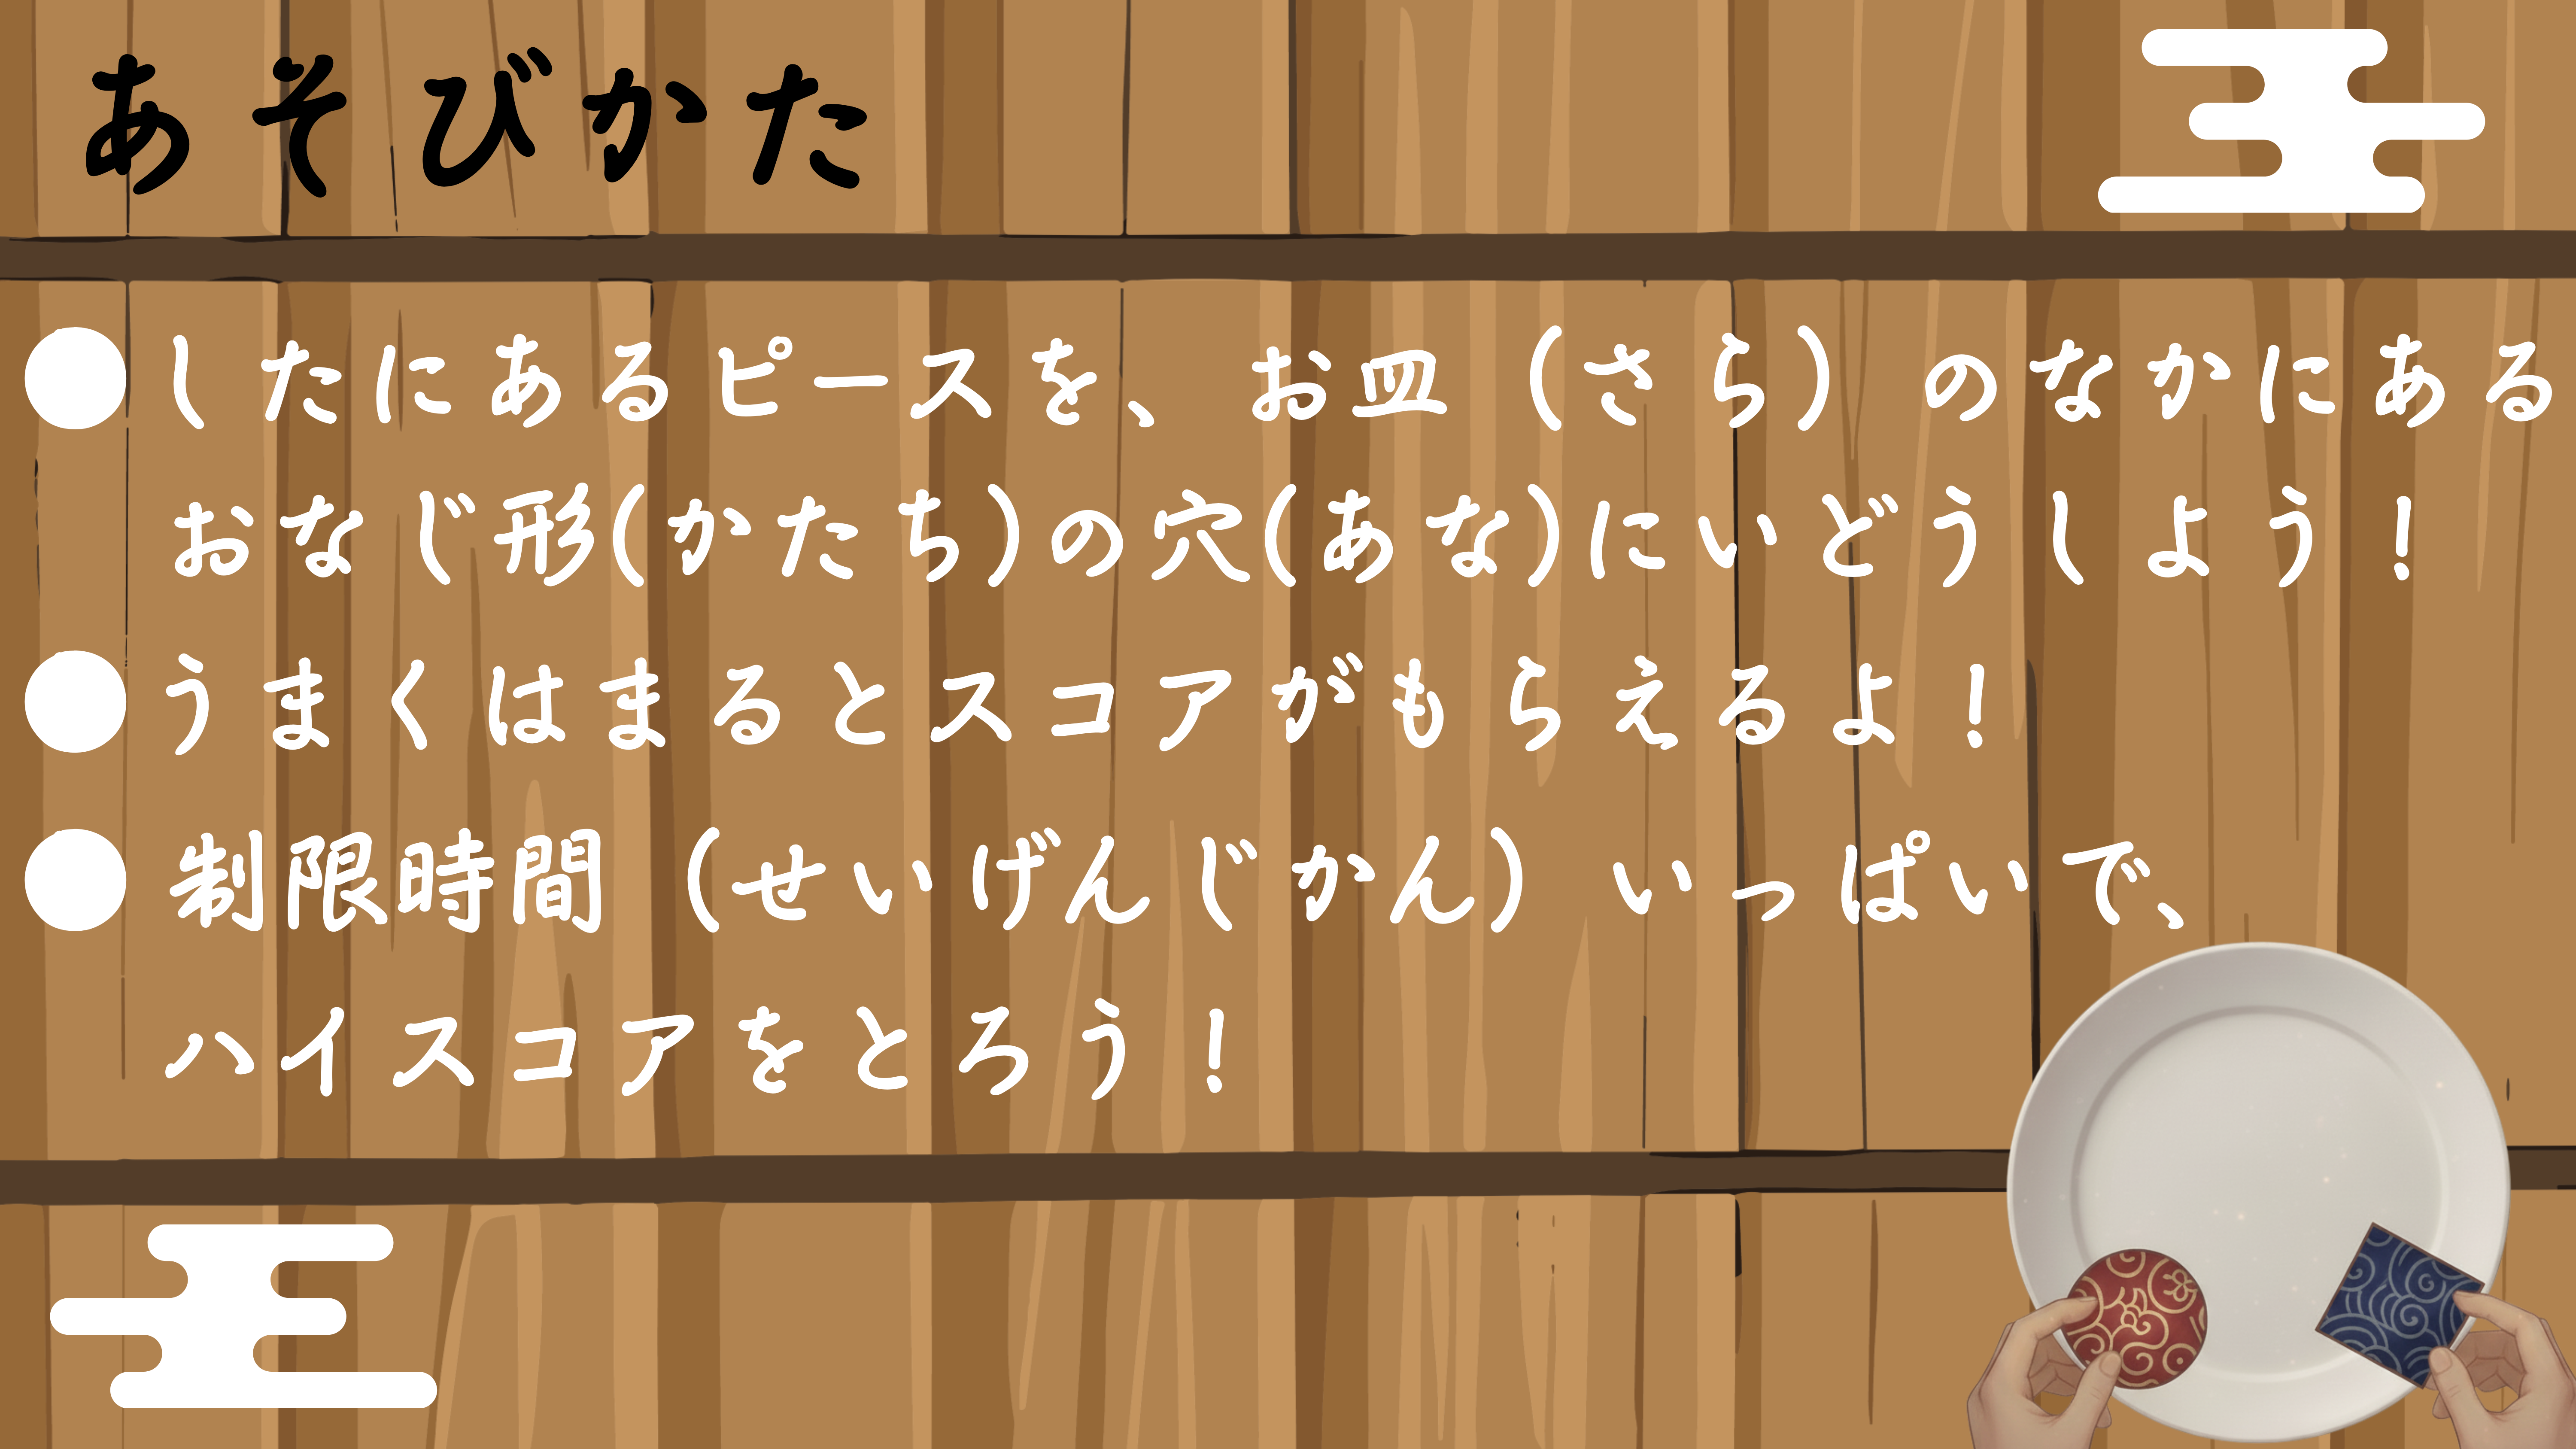 あそびかた
●したにあるピースを、お皿（さら）のなかにある
おなじ形(かたち)の穴(あな)にいどうしよう！
●うまくはまるとスコアがもらえるよ！
●制限時間（せいげんじかん）いっぱいで、
ハイスコアをとろう！